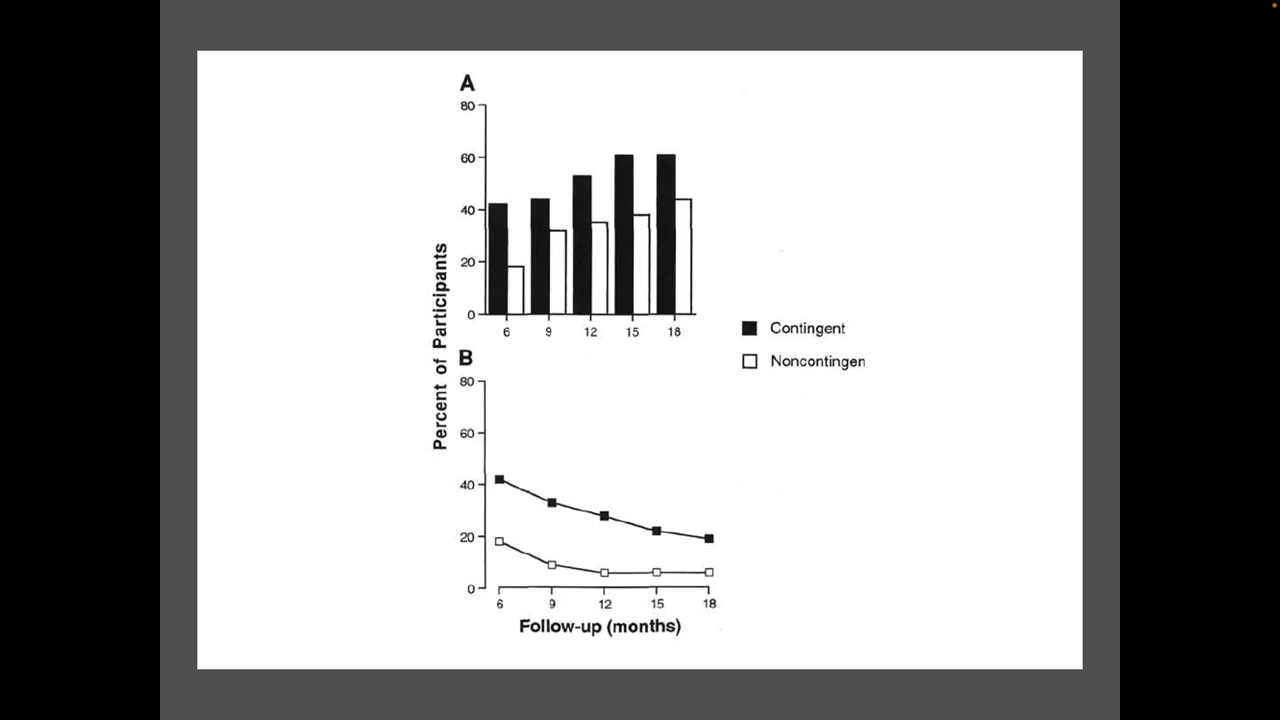 A
80
60
40
20
0
6 9 12 15 18
Percent of Participants
Contingent
Noncontingen
B
80
60
40
20
0
6 9 12 15 18
Follow-up (months)